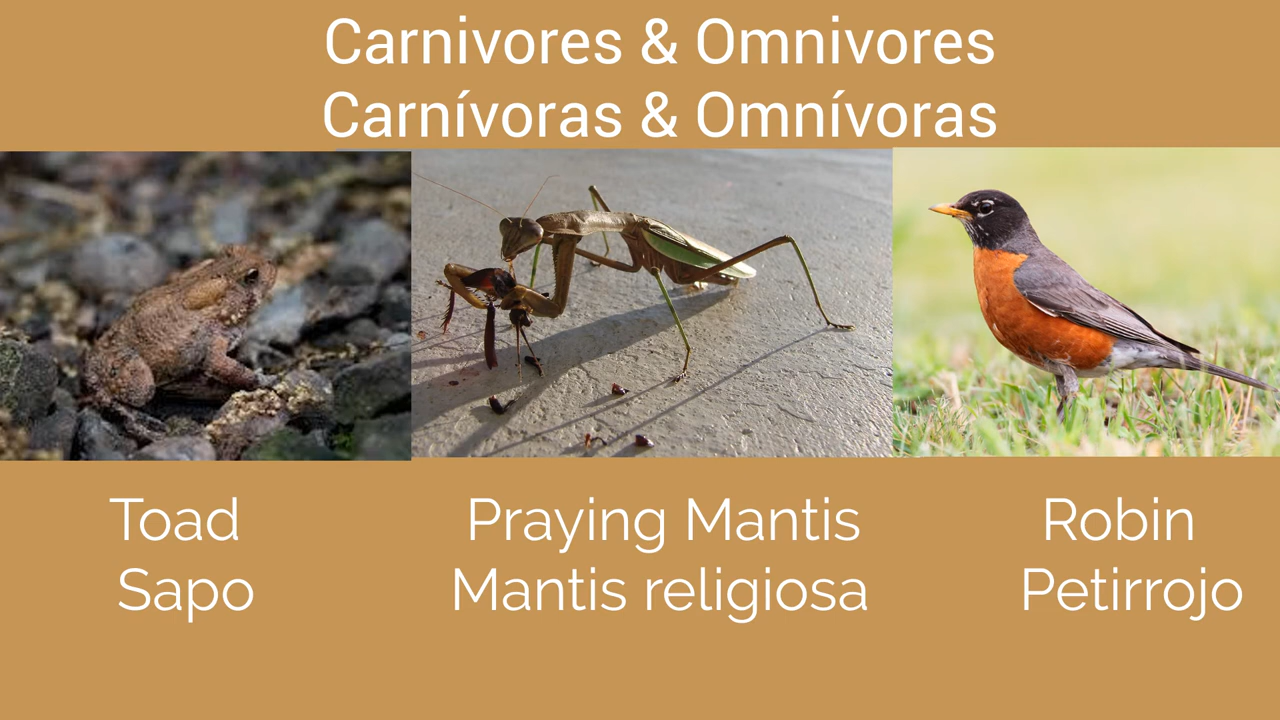 Carnivores & Omnivores
Carnívoras & Omnívoras
Toad
Sapo
Praying Mantis
Mantis religiosa
Robin
Petirrojo